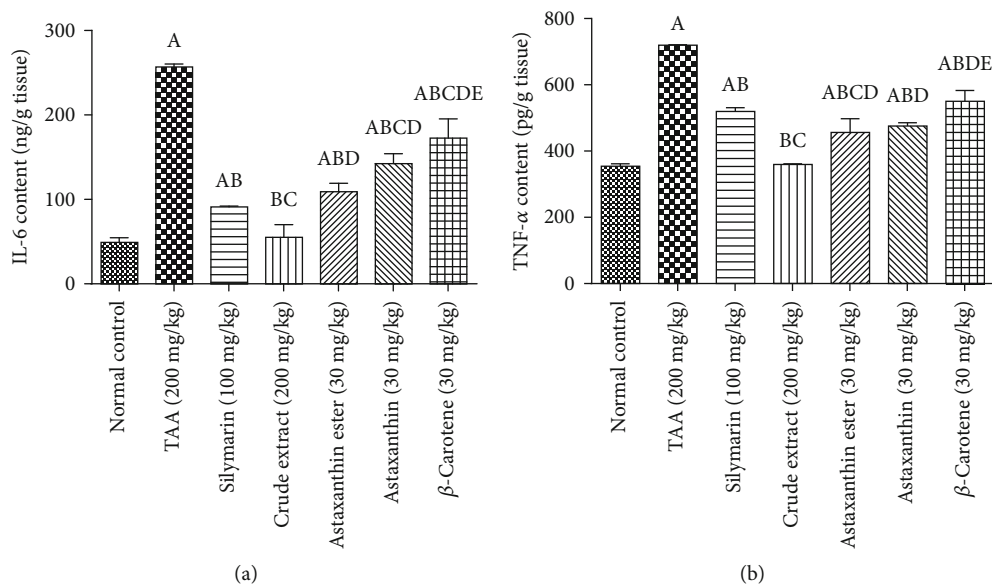 IL-6 content (ng/g tissue)
300
200
100
0
A
AB
BC
ABD
ABCD
ABCDE
Normal control
TAA (200 mg/kg)
Silymarin (100 mg/kg)
Crude extract (200 mg/kg)
Astaxanthin ester (30 mg/kg)
Astaxanthin (30 mg/kg)
β-Carotene (30 mg/kg)
(a)
TNF-α content (pg/g tissue)
800
600
400
200
0
A
AB
BC
ABCD
ABD
ABDE
Normal control
TAA (200 mg/kg)
Silymarin (100 mg/kg)
Crude extract (200 mg/kg)
Astaxanthin ester (30 mg/kg)
Astaxanthin (30 mg/kg)
β-Carotene (30 mg/kg)
(b)